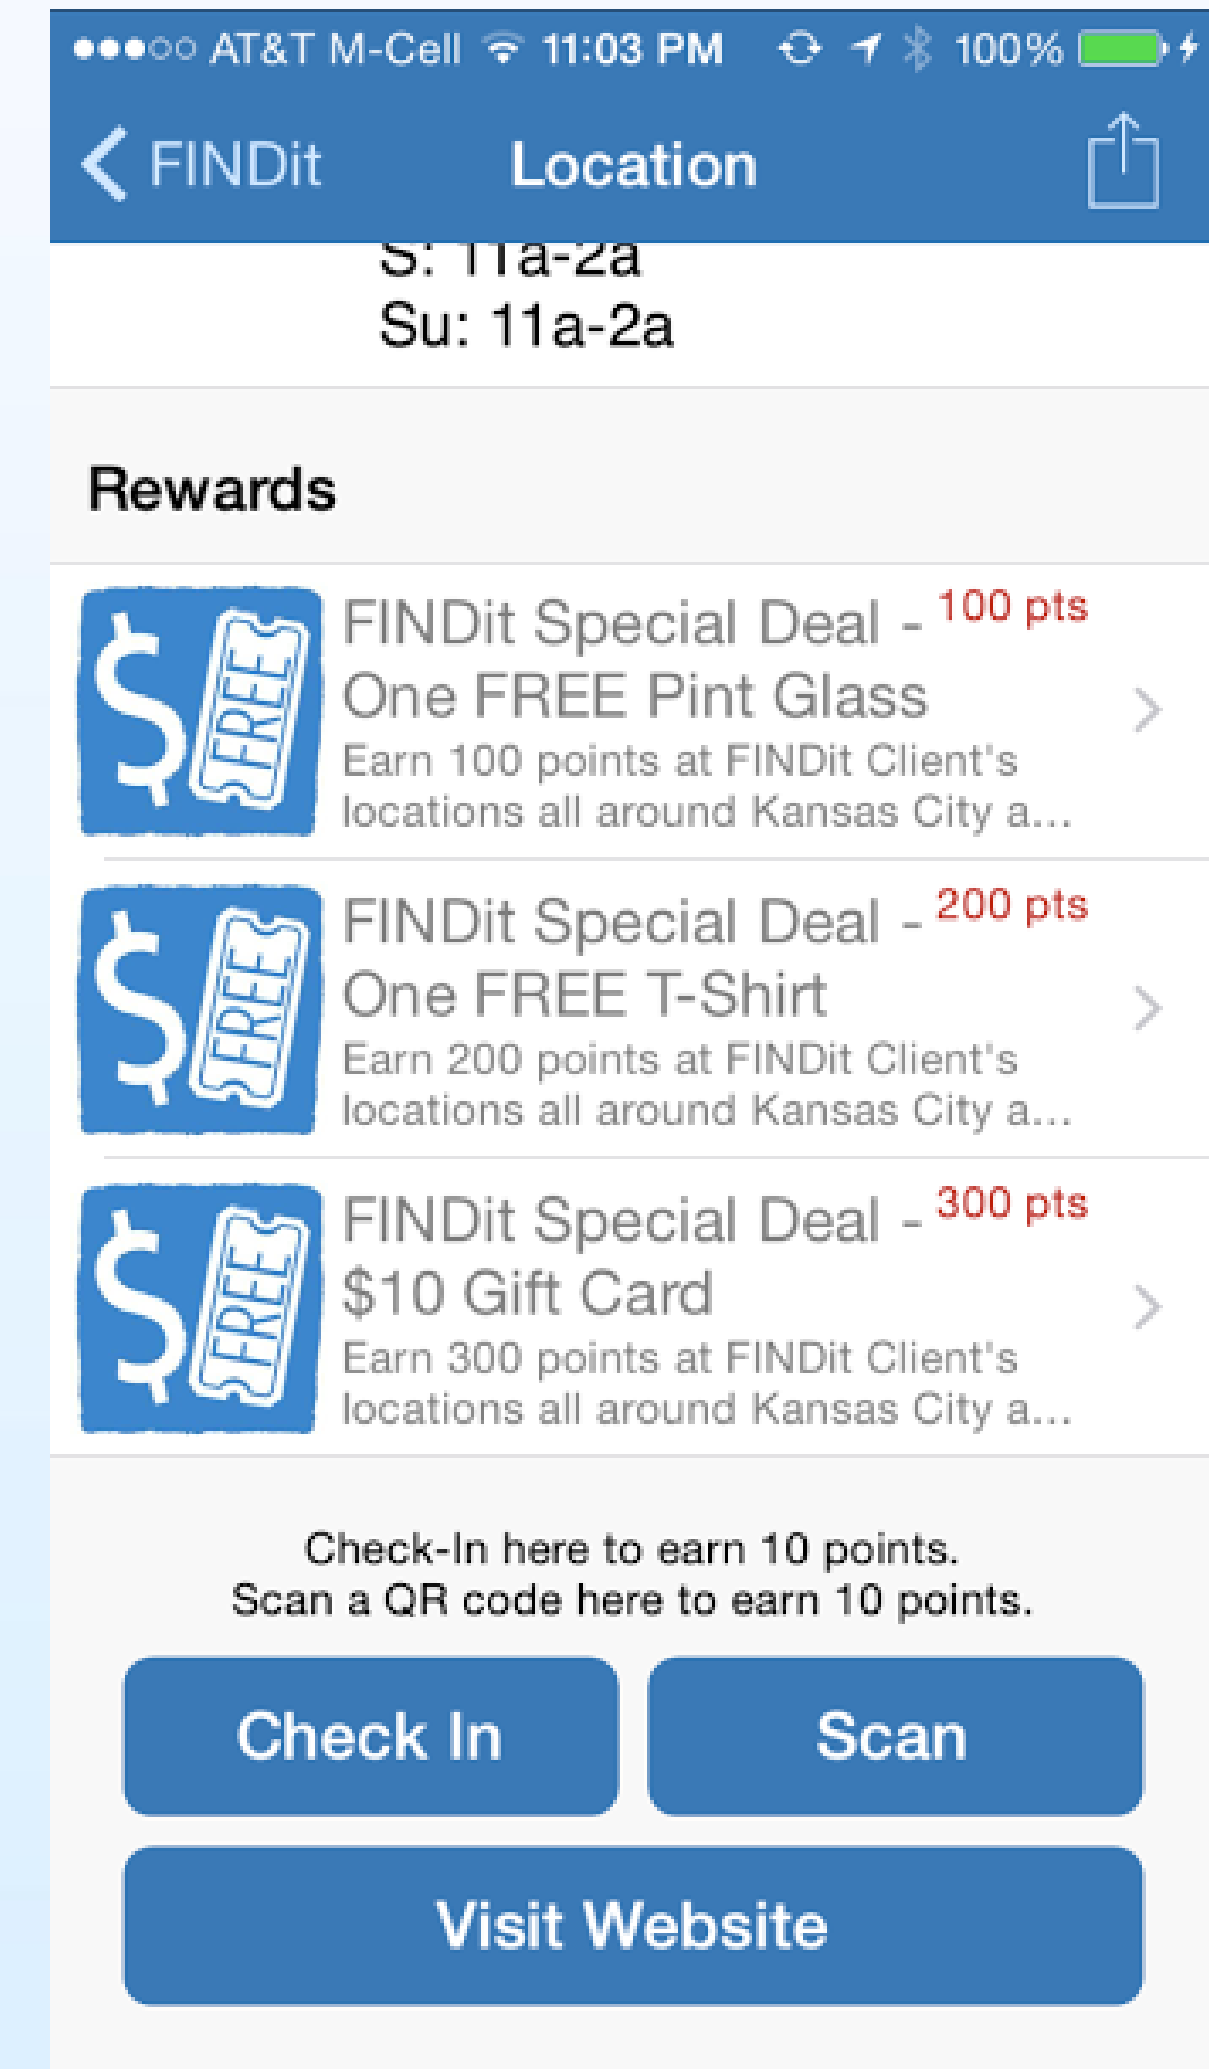 AT&T M-Cell 11:03 PM 100%
FINDit Location
S: 11a-2a
Su: 11a-2a
Rewards
FREE
FINDit Special Deal - 100 pts
One FREE Pint Glass
Earn 100 points at FINDit Client's
locations all around Kansas City a...
FREE
FINDit Special Deal - 200 pts
One FREE T-Shirt
Earn 200 points at FINDit Client's
locations all around Kansas City a...
FREE
FINDit Special Deal - 300 pts
$10 Gift Card
Earn 300 points at FINDit Client's
locations all around Kansas City a...
Check-In here to earn 10 points.
Scan a QR code here to earn 10 points.
Check In Scan
Visit Website